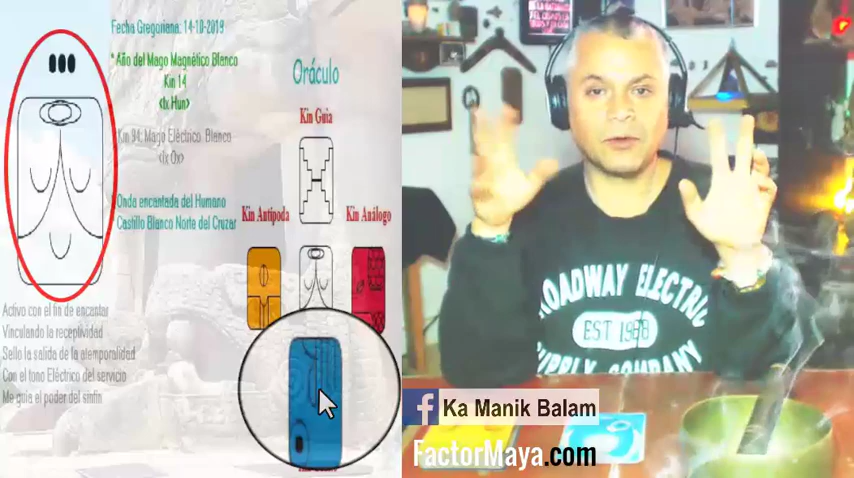 Fecha Gregoriana: 14-10-2019
* Año del Mago Magnético Blanco
Kin 14
<Ix Hun>
Kin 94: Mago Eléctrico Blanco
<Ix Ox>
Onda encantada del Humano
Castillo Blanco Norte del Cruzar
Activo con el fin de encantar
Vinculando la receptividad
Sello la salida de la atemporalidad
Con el tono Eléctrico del servicio
Me guía el poder del sinfin
Oráculo
Kin Guía
Kin Antípoda
Kin Análogo
ROADWAY ELECTRIC
EST 1988
SUPPLY COMPANY
Ka Manik Balam
FactorMaya.com